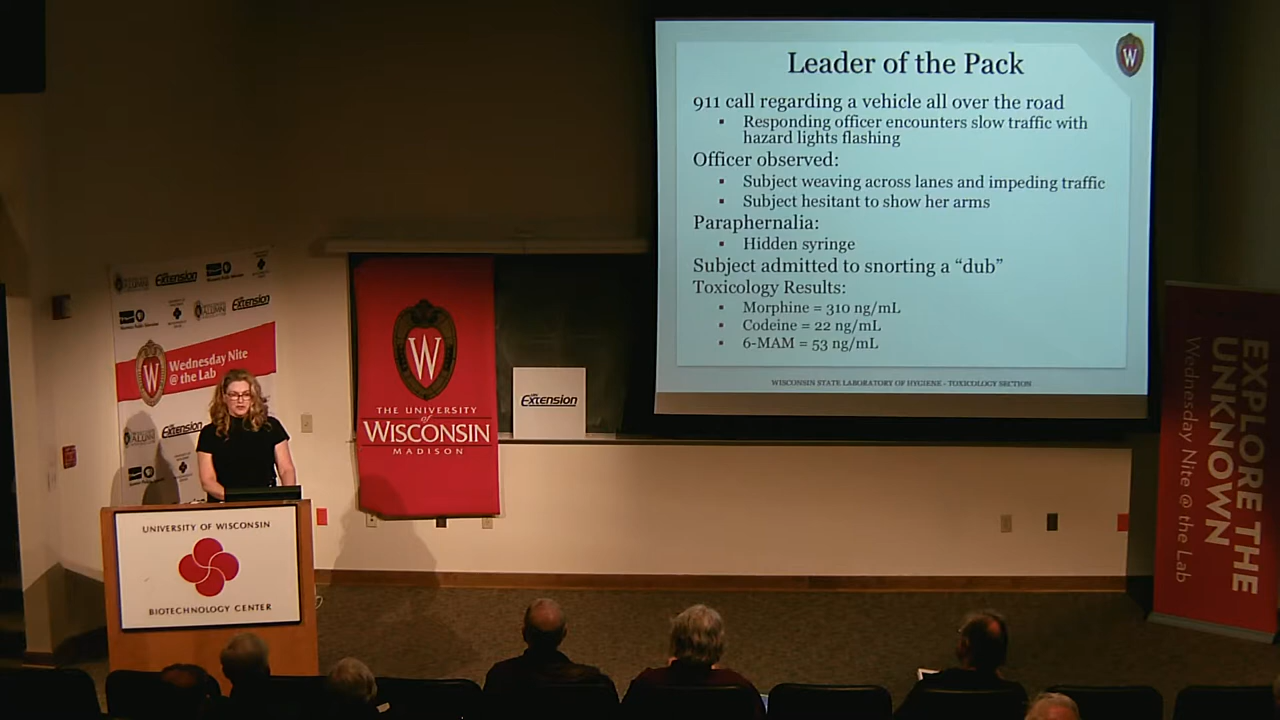 Leader of the Pack
W
911 call regarding a vehicle all over the road
▪ Responding officer encounters slow traffic with
hazard lights flashing
Officer observed:
▪ Subject weaving across lanes and impeding traffic
▪ Subject hesitant to show her arms
Paraphernalia:
▪ Hidden syringe
Subject admitted to snorting a “dub”
Toxicology Results:
▪ Morphine = 310 ng/mL
▪ Codeine = 22 ng/mL
▪ 6-MAM = 53 ng/mL
WISCONSIN STATE LABORATORY OF HYGIENE - TOXICOLOGY SECTION
Extension
Extension
W
Wednesday Nite
@ the Lab
Extension
PBS
W
THE UNIVERSITY
of
WISCONSIN
MADISON
Extension
UNIVERSITY OF WISCONSIN
BIOTECHNOLOGY CENTER
EXPLORE THE
UNKNOWN
Wednesday Nite @ the Lab